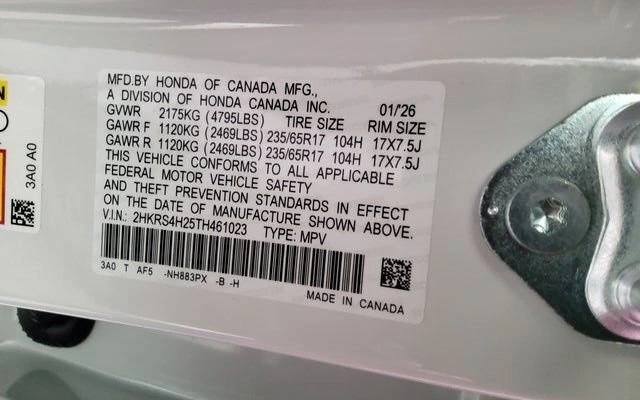 MFD.BY HONDA OF CANADA MFG.,
A DIVISION OF HONDA CANADA INC. 01/'26
GVWR 2175KG (4795LBS) TIRE SIZE RIM SIZE
GAWR F 1120KG (2469LBS) 235/65R17 104H 17X7.5J
GAWR R 1120KG (2469LBS) 235/65R17 104H 17X7.5J
THIS VEHICLE CONFORMS TO ALL APPLICABLE
FEDERAL MOTOR VEHICLE SAFETY
AND THEFT PREVENTION STANDARDS IN EFFECT
ON THE DATE OF MANUFACTURE SHOWN ABOVE.
V.I.N.: 2HKRS4H25TH461023 TYPE: MPV
3A0 T AF5 -NH883PX -B -H
MADE IN CANADA
3A0 A0